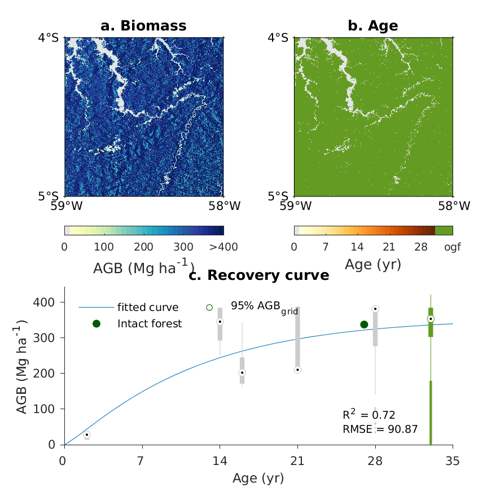 a. Biomass
b. Age
4°S
5°S
59°W 58°W
4°S
5°S
59°W 58°W
0 100 200 300 >400
AGB (Mg ha⁻¹)
0 7 14 21 28 ogf
Age (yr)
c. Recovery curve
fitted curve
95% AGB_grid
Intact forest
400
300
200
100
0
AGB (Mg ha⁻¹)
R² = 0.72
RMSE = 90.87
0 7 14 21 28 35
Age (yr)